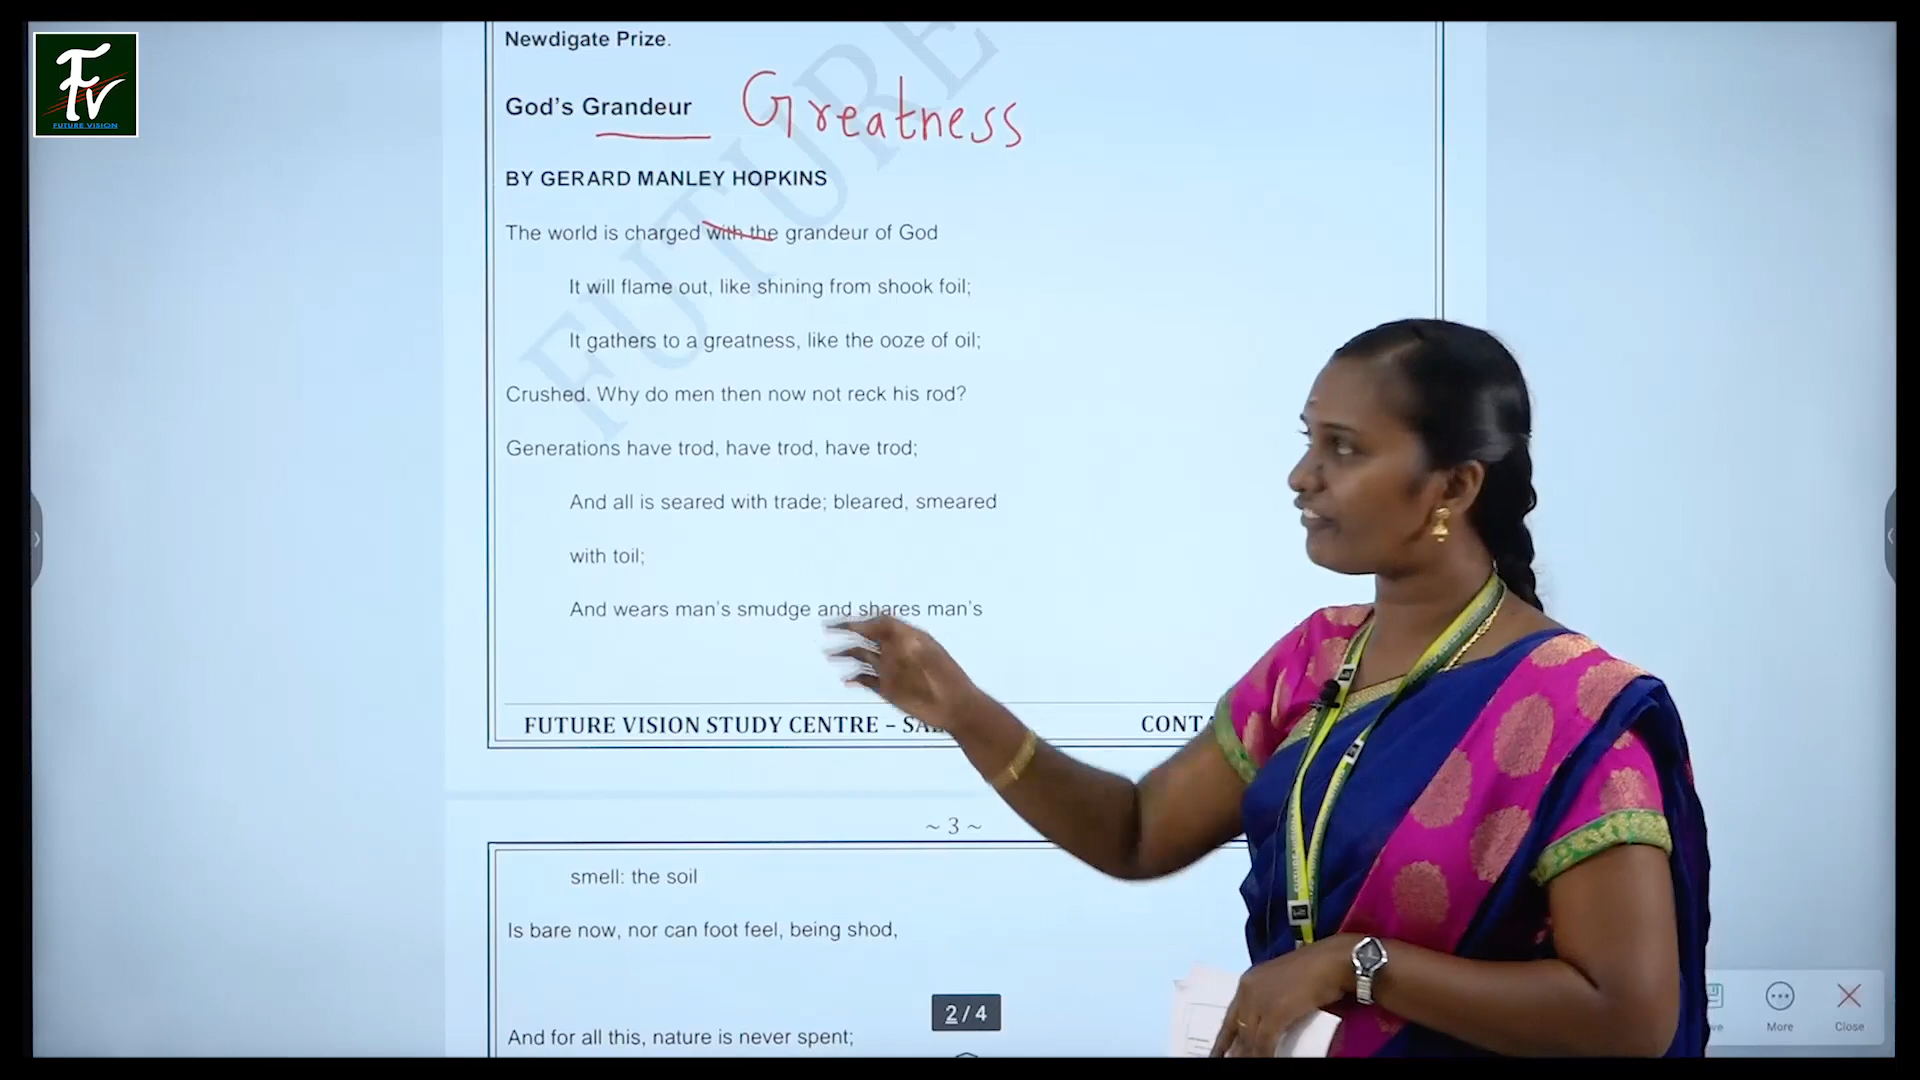 FV
FUTURE VISION
Newdigate Prize.
God's Grandeur Greatness
BY GERARD MANLEY HOPKINS
The world is charged with the grandeur of God
It will flame out, like shining from shook foil;
It gathers to a greatness, like the ooze of oil;
Crushed. Why do men then now not reck his rod?
Generations have trod, have trod, have trod;
And all is seared with trade; bleared, smeared
with toil;
And wears man's smudge and shares man's
FUTURE VISION STUDY CENTRE –
~ 3 ~
smell: the soil
Is bare now, nor can foot feel, being shod,
And for all this, nature is never spent;
2 / 4
More
Close
FUTURE